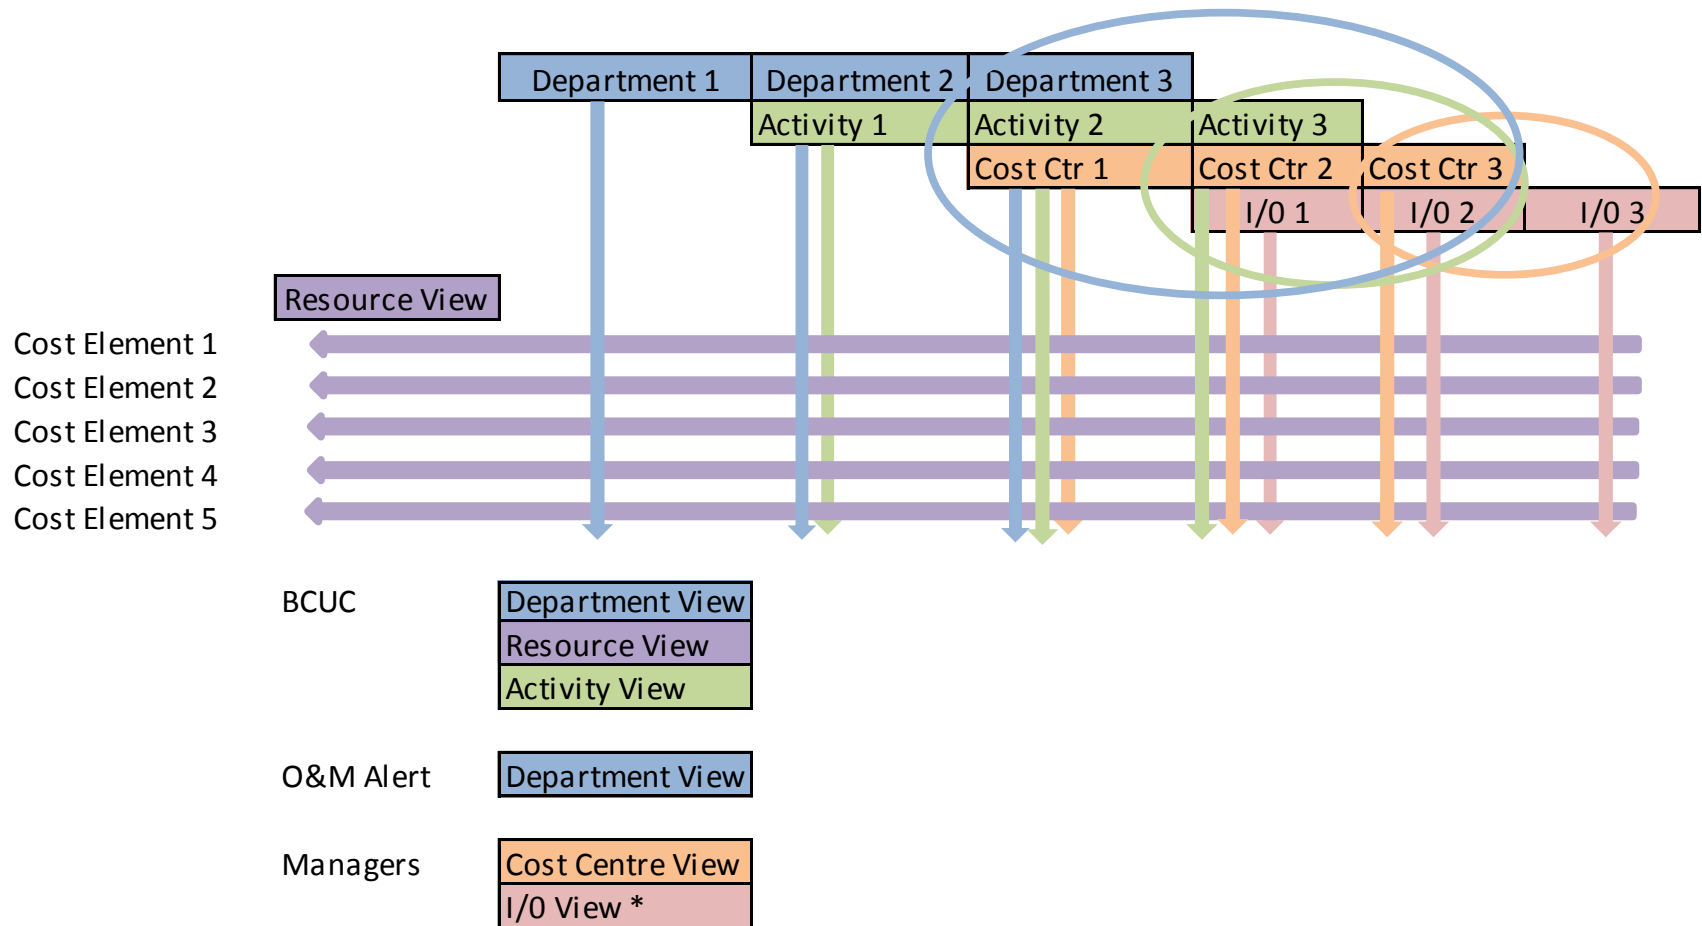 Department 1 Department 2 Department 3
Activity 1 Activity 2 Activity 3
Cost Ctr 1 Cost Ctr 2 Cost Ctr 3
I/0 1 I/0 2 I/0 3
Resource View
Cost Element 1
Cost Element 2
Cost Element 3
Cost Element 4
Cost Element 5
BCUC Department View
Resource View
Activity View
O&M Alert Department View
Managers Cost Centre View
I/0 View *